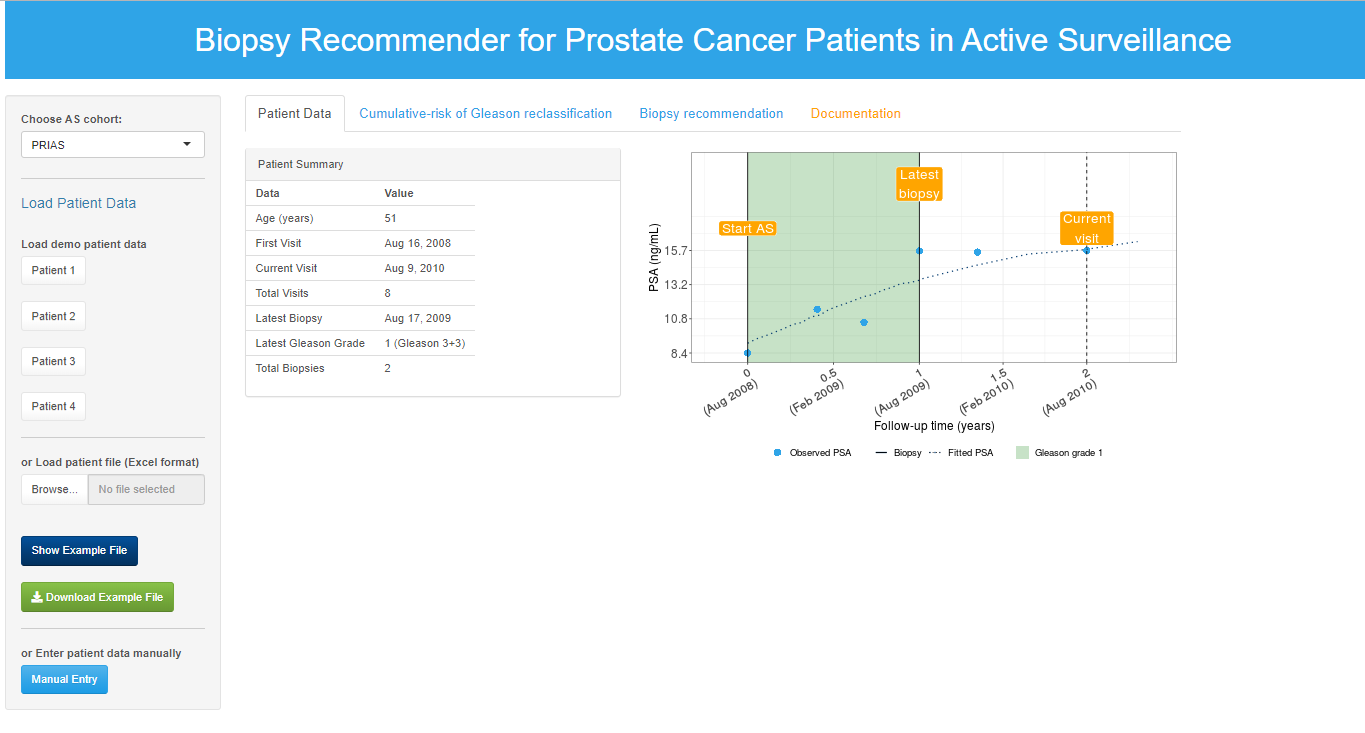 Biopsy Recommender for Prostate Cancer Patients in Active Surveillance
Choose AS cohort:
PRIAS
Load Patient Data
Load demo patient data
Patient 1
Patient 2
Patient 3
Patient 4
or Load patient file (Excel format)
Browse... No file selected
Show Example File
Download Example File
or Enter patient data manually
Manual Entry
Patient Data Cumulative-risk of Gleason reclassification Biopsy recommendation Documentation
Patient Summary
Data Value
Age (years) 51
First Visit Aug 16, 2008
Current Visit Aug 9, 2010
Total Visits 8
Latest Biopsy Aug 17, 2009
Latest Gleason Grade 1 (Gleason 3+3)
Total Biopsies 2
Latest
biopsy
Start AS
Current
visit
PSA (ng/mL)
15.7
13.2
10.8
8.4
0
(Aug 2008)
0.5
(Feb 2009)
1
(Aug 2009)
1.5
(Feb 2010)
2
(Aug 2010)
Follow-up time (years)
Observed PSA Biopsy Fitted PSA Gleason grade 1